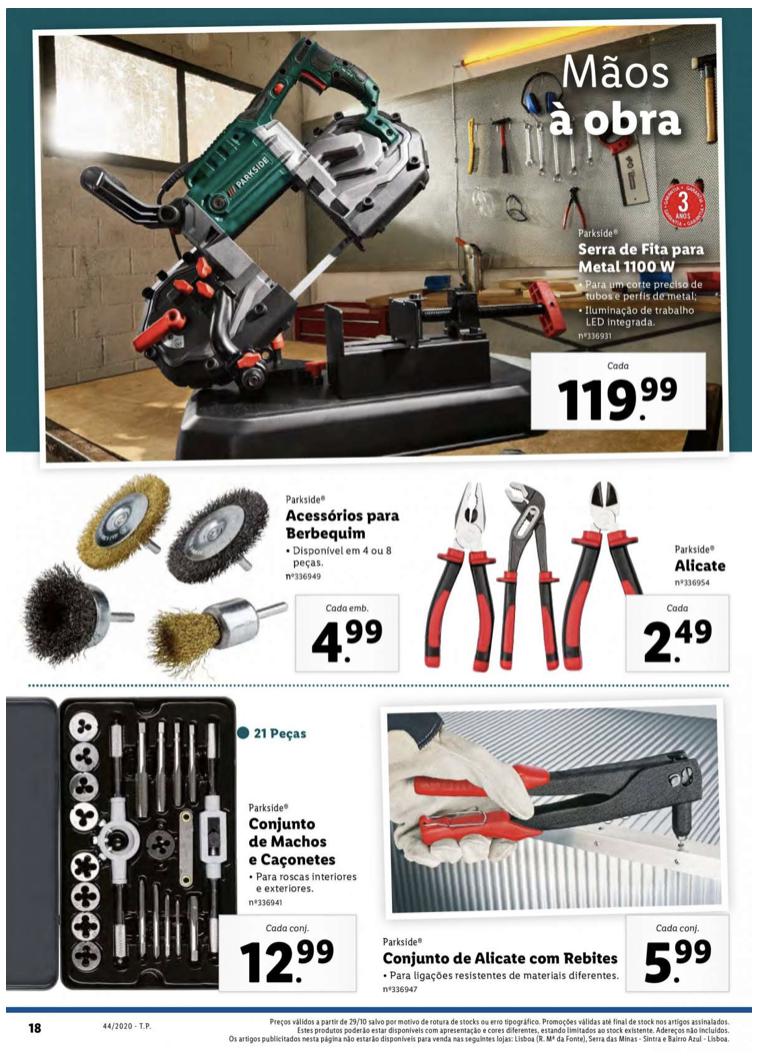 Mãos
à obra
GARANTIA
3
ANOS
PARKSIDE
Parkside®
Serra de Fita para
Metal 1100 W
• Para um corte preciso de
tubos e perfis de metal;
• Iluminação de trabalho
LED integrada.
nº336931
Cada
119.99
Parkside®
Acessórios para
Berbequim
• Disponível em 4 ou 8
peças.
nº336949
Cada emb.
4.99
Parkside®
Alicate
nº336954
Cada
2.49
21 Peças
Parkside®
Conjunto
de Machos
e Caçonetes
• Para roscas interiores
e exteriores.
nº336941
Cada conj.
12.99
Parkside®
Conjunto de Alicate com Rebites
• Para ligações resistentes de materiais diferentes.
nº336947
Cada conj.
5.99
18
44/2020 - T.P.
Preços válidos a partir de 29/10 salvo por motivo de rotura de stocks ou erro tipográfico. Promoções válidas até final de stock nos artigos assinalados.
Estes produtos poderão estar disponíveis com apresentação e cores diferentes, estando limitados ao stock existente. Adereços não incluídos.
Os artigos publicitados nesta página não estarão disponíveis para venda nas seguintes lojas: Lisboa (R. Mª da Fonte), Serra das Minas - Sintra e Bairro Azul - Lisboa.